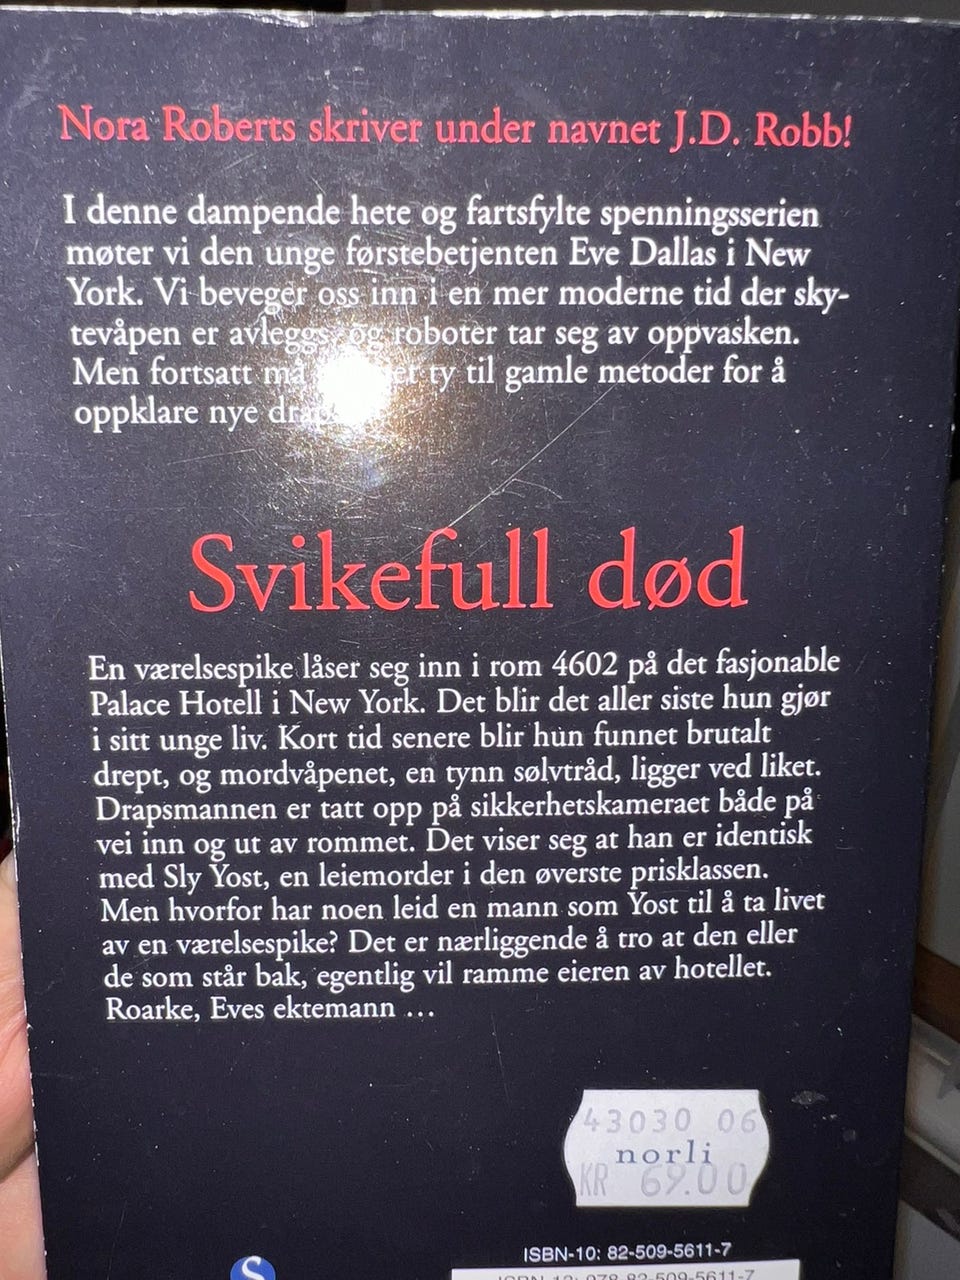 Nora Roberts skriver under navnet J.D. Robb!
I denne dampende hete og fartsfylte spenningsserien
møter vi den unge førstebetjenten Eve Dallas i New
York. Vi beveger oss inn i en mer moderne tid der sky-
tevåpen er avleggs, og roboter tar seg av oppvasken.
Men fortsatt må ty til gamle metoder for å
oppklare nye
Svikefull død
En værelsespike låser seg inn i rom 4602 på det fasjonable
Palace Hotell i New York. Det blir det aller siste hun gjør
i sitt unge liv. Kort tid senere blir hun funnet brutalt
drept, og mordvåpenet, en tynn sølvtråd, ligger ved liket.
Drapsmannen er tatt opp på sikkerhetskameraet både på
vei inn og ut av rommet. Det viser seg at han er identisk
med Sly Yost, en leiemorder i den øverste prisklassen.
Men hvorfor har noen leid en mann som Yost til å ta livet
av en værelsespike? Det er nærliggende å tro at den eller
de som står bak, egentlig vil ramme eieren av hotellet.
Roarke, Eves ektemann ...
43030 06
norli
KR 69.00
ISBN-10: 82-509-5611-7
ISBN-13: 978-82-509-5611-7
S